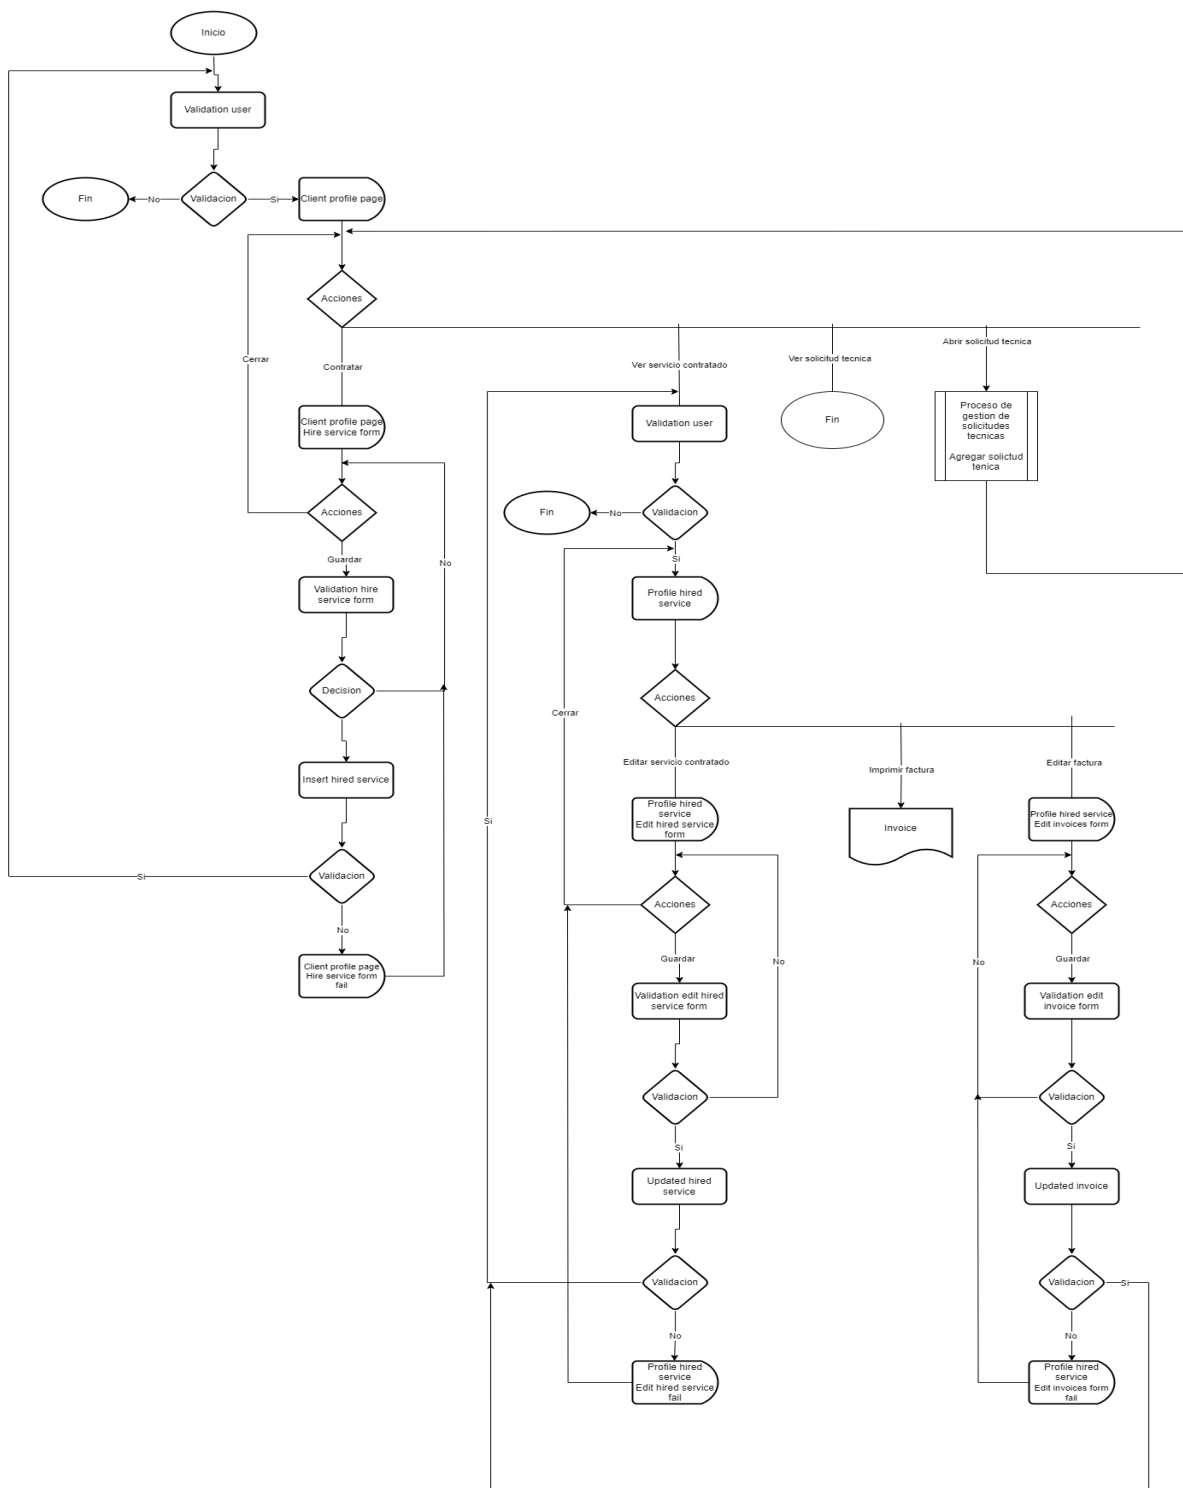 Inicio
Validation user
Fin
No
Validacion
Si
Client profile page
Acciones
Cerrar
Contratar
Ver servicio contratado
Ver solicitud tecnica
Abrir solicitud tecnica
Client profile page
Hire service form
Validation user
Fin
Proceso de
gestion de
solicitudes
tecnicas
Agregar solictud
tenica
Acciones
Fin
No
Validacion
Guardar
No
Si
Validation hire
service form
Profile hired
service
Decision
Acciones
Cerrar
Insert hired service
Editar servicio contratado
Imprimir factura
Editar factura
Profile hired
service
Edit hired service
form
Invoice
Profile hired service
Edit invoices form
Si
Si
Validacion
Acciones
Acciones
No
Guardar
No
No
Guardar
Client profile page
Hire service form
fail
Validation edit hired
service form
Validation edit
invoice form
Validacion
Validacion
Si
Si
Updated hired
service
Updated invoice
Validacion
Validacion
Si
No
No
Profile hired
service
Edit hired service
fail
Profile hired
service
Edit invoices form
fail